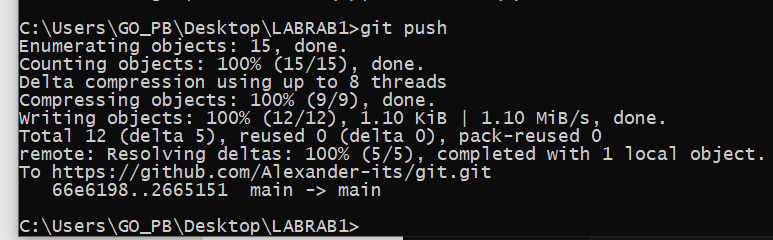 C:\Users\GO_PB\Desktop\LABRAB1>git push
Enumerating objects: 15, done.
Counting objects: 100% (15/15), done.
Delta compression using up to 8 threads
Compressing objects: 100% (9/9), done.
Writing objects: 100% (12/12), 1.10 KiB | 1.10 MiB/s, done.
Total 12 (delta 5), reused 0 (delta 0), pack-reused 0
remote: Resolving deltas: 100% (5/5), completed with 1 local object.
To https://github.com/Alexander-its/git.git
   66e6198..2665151  main -> main
C:\Users\GO_PB\Desktop\LABRAB1>